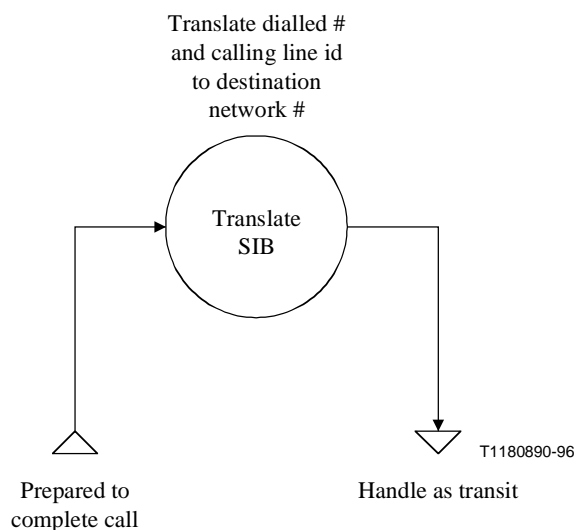 Translate dialled #
and calling line id
to destination
network #
Translate
SIB
T1180890-96
Prepared to
complete call
Handle as transit